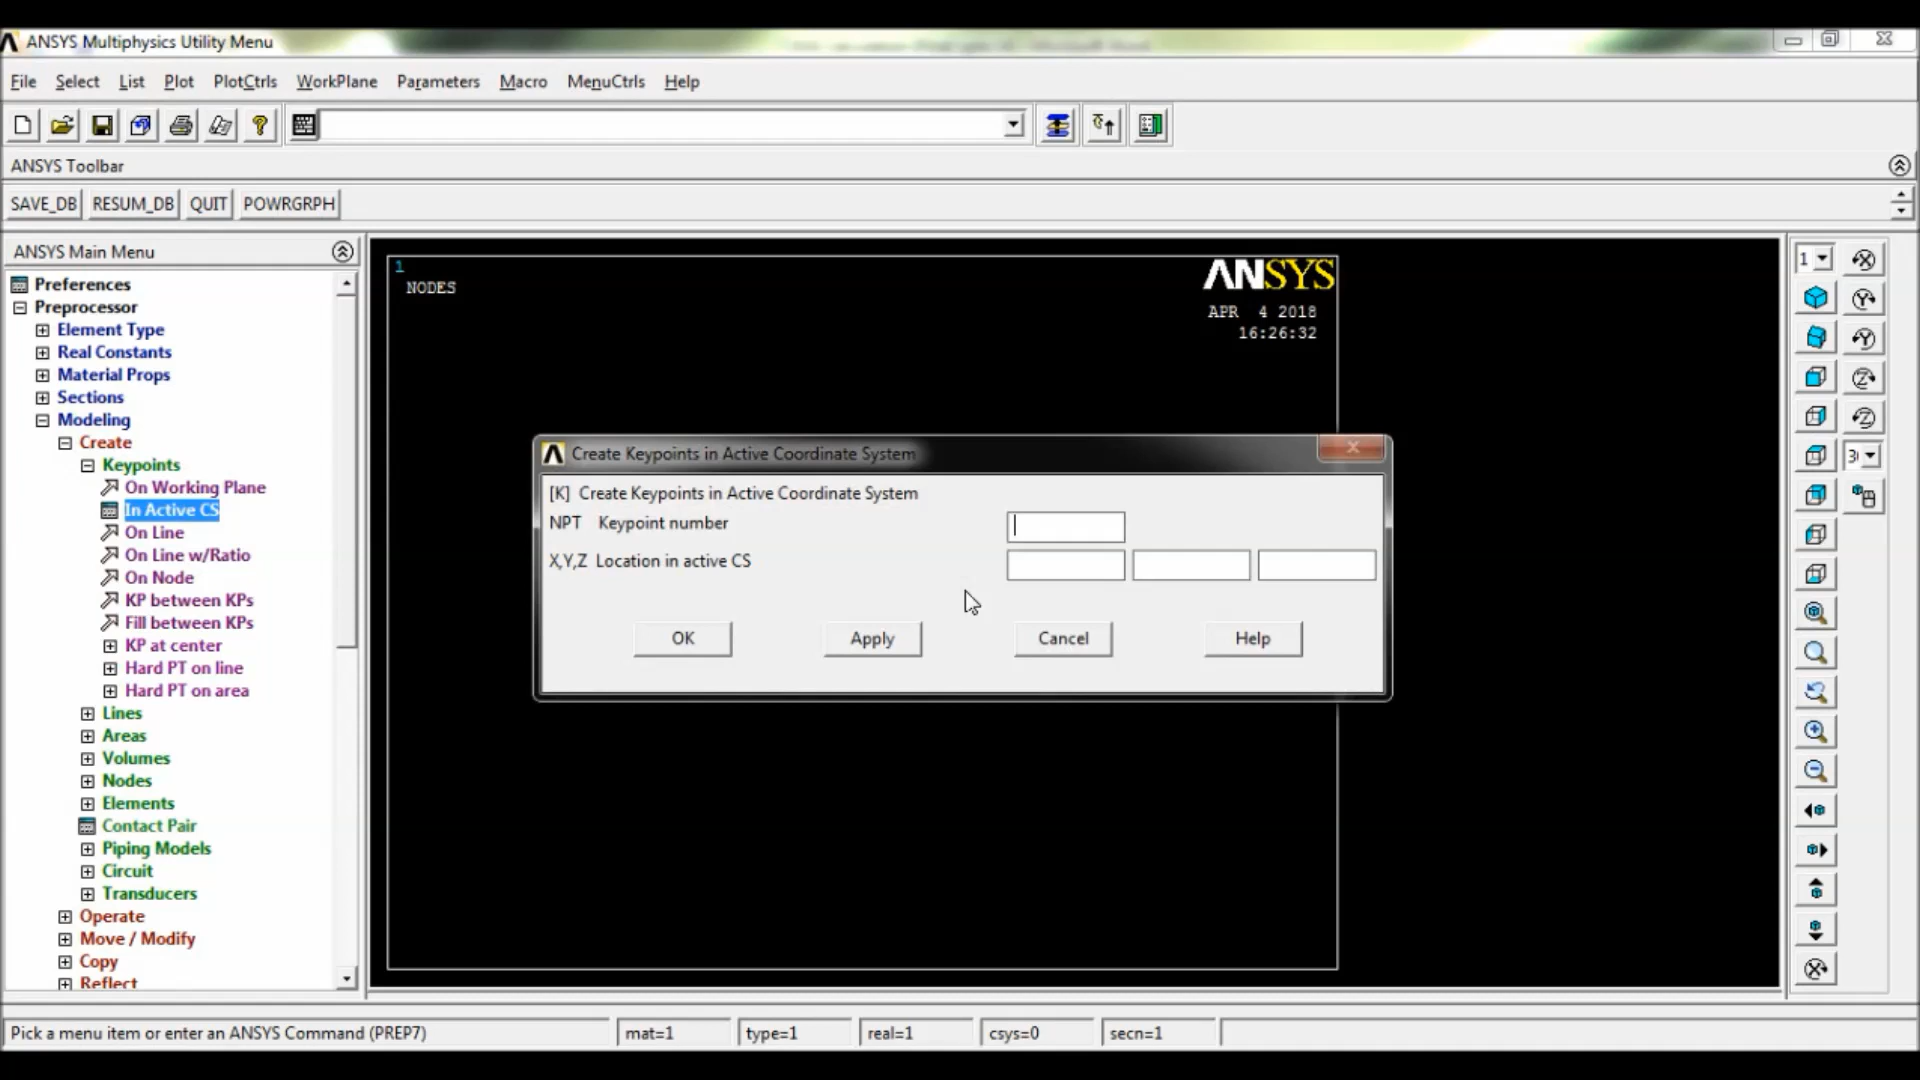 ANSYS Multiphysics Utility Menu
File Select List Plot PlotCtrls WorkPlane Parameters Macro MenuCtrls Help
ANSYS Toolbar
SAVE_DB RESUM_DB QUIT POWRGRPH
ANSYS Main Menu
Preferences
Preprocessor
Element Type
Real Constants
Material Props
Sections
Modeling
Create
Keypoints
On Working Plane
In Active CS
On Line
On Line w/Ratio
On Node
KP between KPs
Fill between KPs
KP at center
Hard PT on line
Hard PT on area
Lines
Areas
Volumes
Nodes
Elements
Contact Pair
Piping Models
Circuit
Transducers
Operate
Move / Modify
Copy
Reflect
1
NODES
ANSYS
APR 4 2018
16:26:32
Create Keypoints in Active Coordinate System
[K] Create Keypoints in Active Coordinate System
NPT Keypoint number
X,Y,Z Location in active CS
OK Apply Cancel Help
1
Pick a menu item or enter an ANSYS Command (PREP7) mat=1 type=1 real=1 csys=0 secn=1